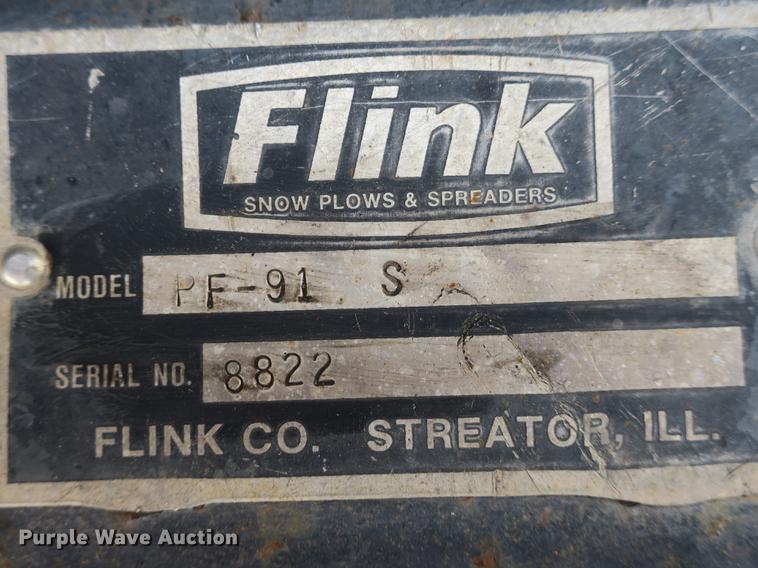 Flink
SNOW PLOWS & SPREADERS
MODEL PF-91 S
SERIAL NO. 8822
FLINK CO. STREATOR, ILL.
Purple Wave Auction